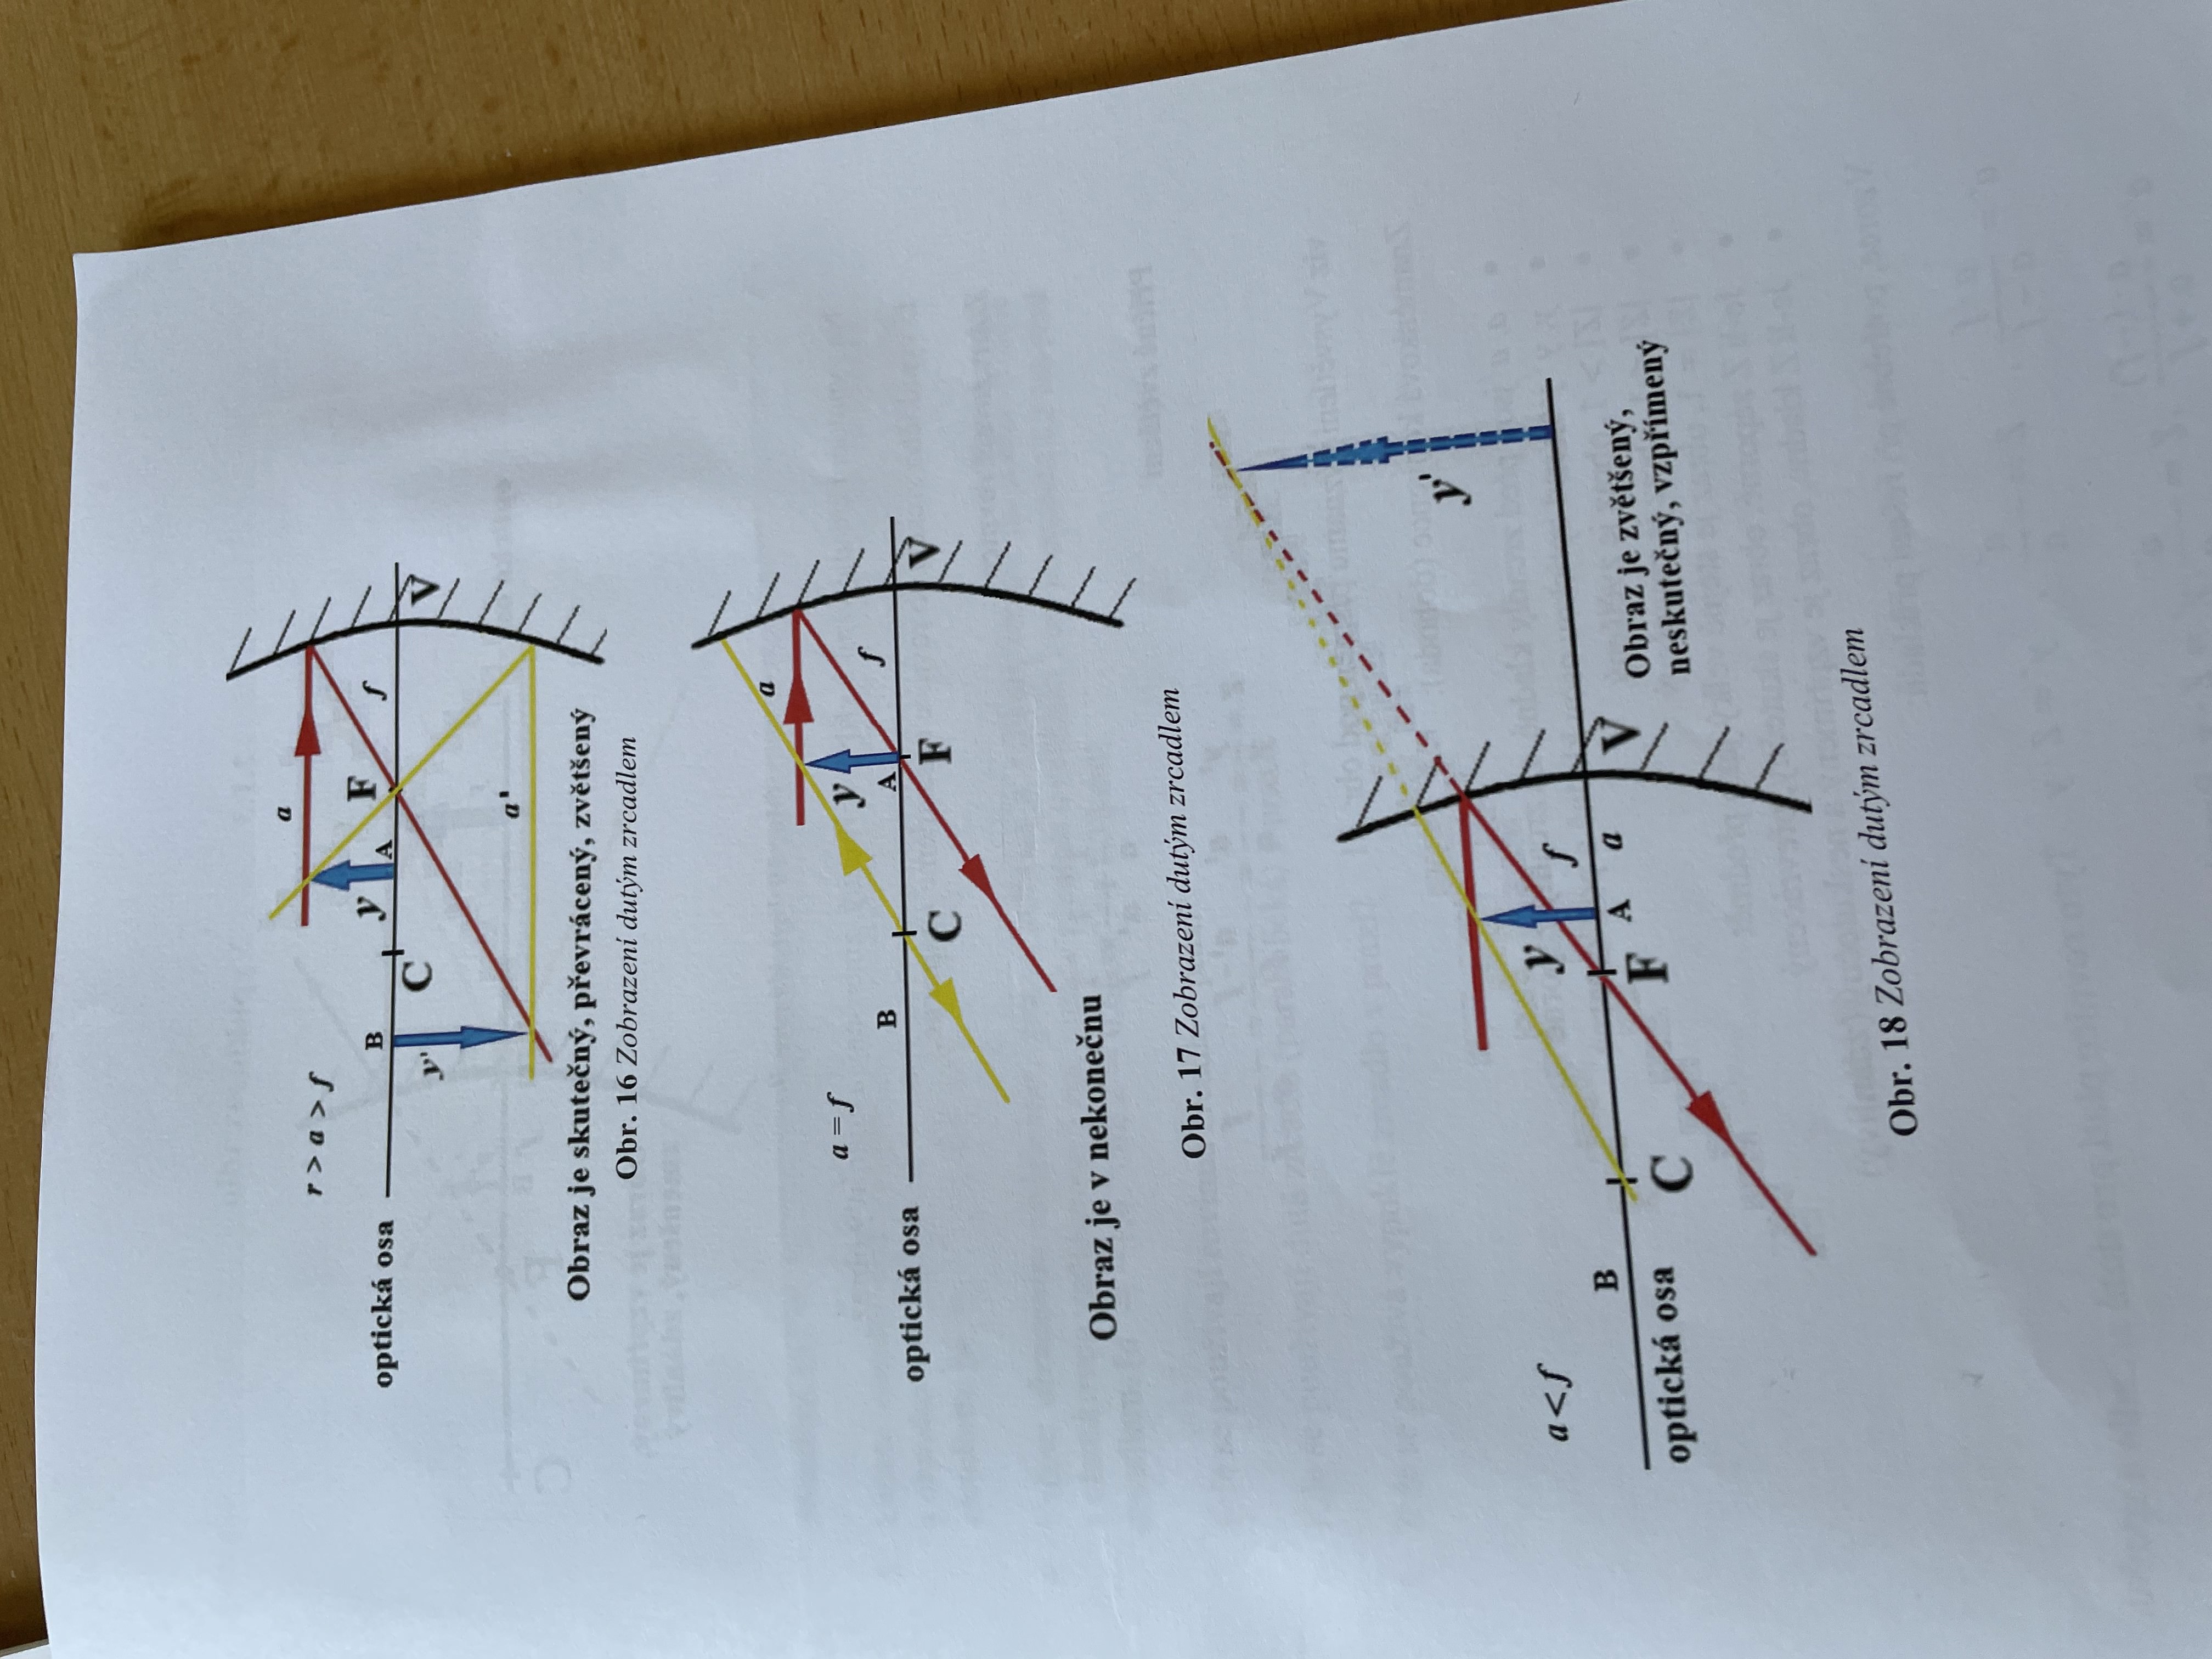 r > a > f
a
optická osa
B
y
A
F
f
C
V
y'
a'
Obraz je skutečný, převrácený, zvětšený
Obr. 16 Zobrazení dutým zrcadlem
a
a = f
y
f
B
A
optická osa
C
F
V
Obraz je v nekonečnu
Obr. 17 Zobrazení dutým zrcadlem
y'
a < f
y
f
B
A
a
V
optická osa
C
F
Obraz je zvětšený,
neskutečný, vzpřímený
Obr. 18 Zobrazení dutým zrcadlem